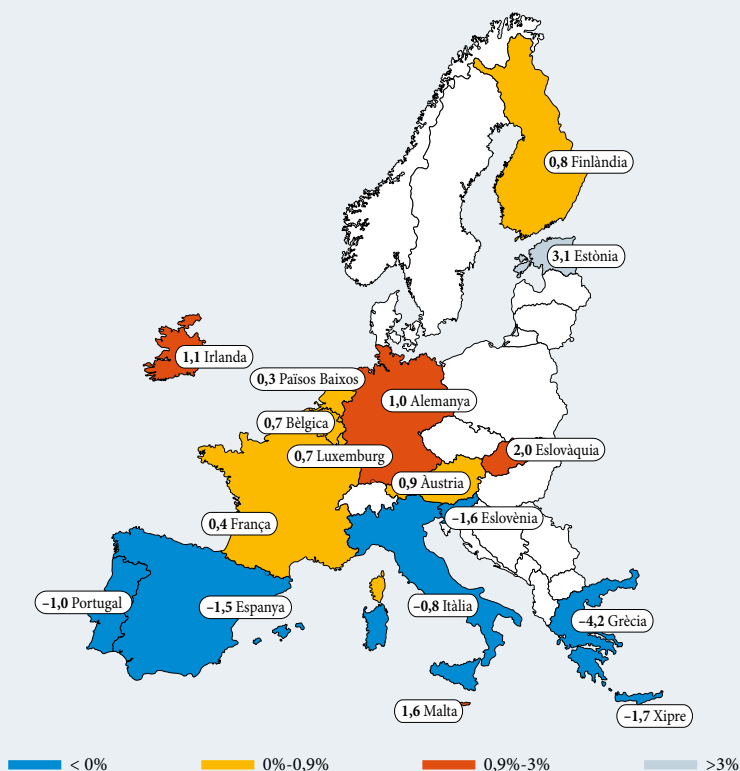 0,8 Finlàndia
3,1 Estònia
1,1 Irlanda
0,3 Països Baixos
1,0 Alemanya
0,7 Bèlgica
2,0 Eslovàquia
0,7 Luxemburg
0,9 Àustria
–1,6 Eslovènia
0,4 França
–1,0 Portugal
–1,5 Espanya
–0,8 Itàlia
–4,2 Grècia
1,6 Malta
–1,7 Xipre
< 0%
0%-0,9%
0,9%-3%
>3%